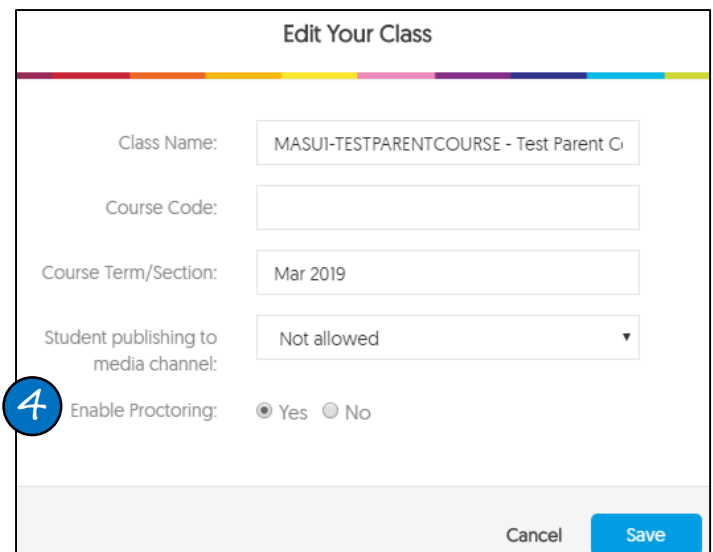 Edit Your Class
Class Name: MASU1-TESTPARENTCOURSE - Test Parent
Course Code:
Course Term/Section: Mar 2019
Student publishing to Not allowed
media channel:
4 Enable Proctoring: Yes No
Cancel Save